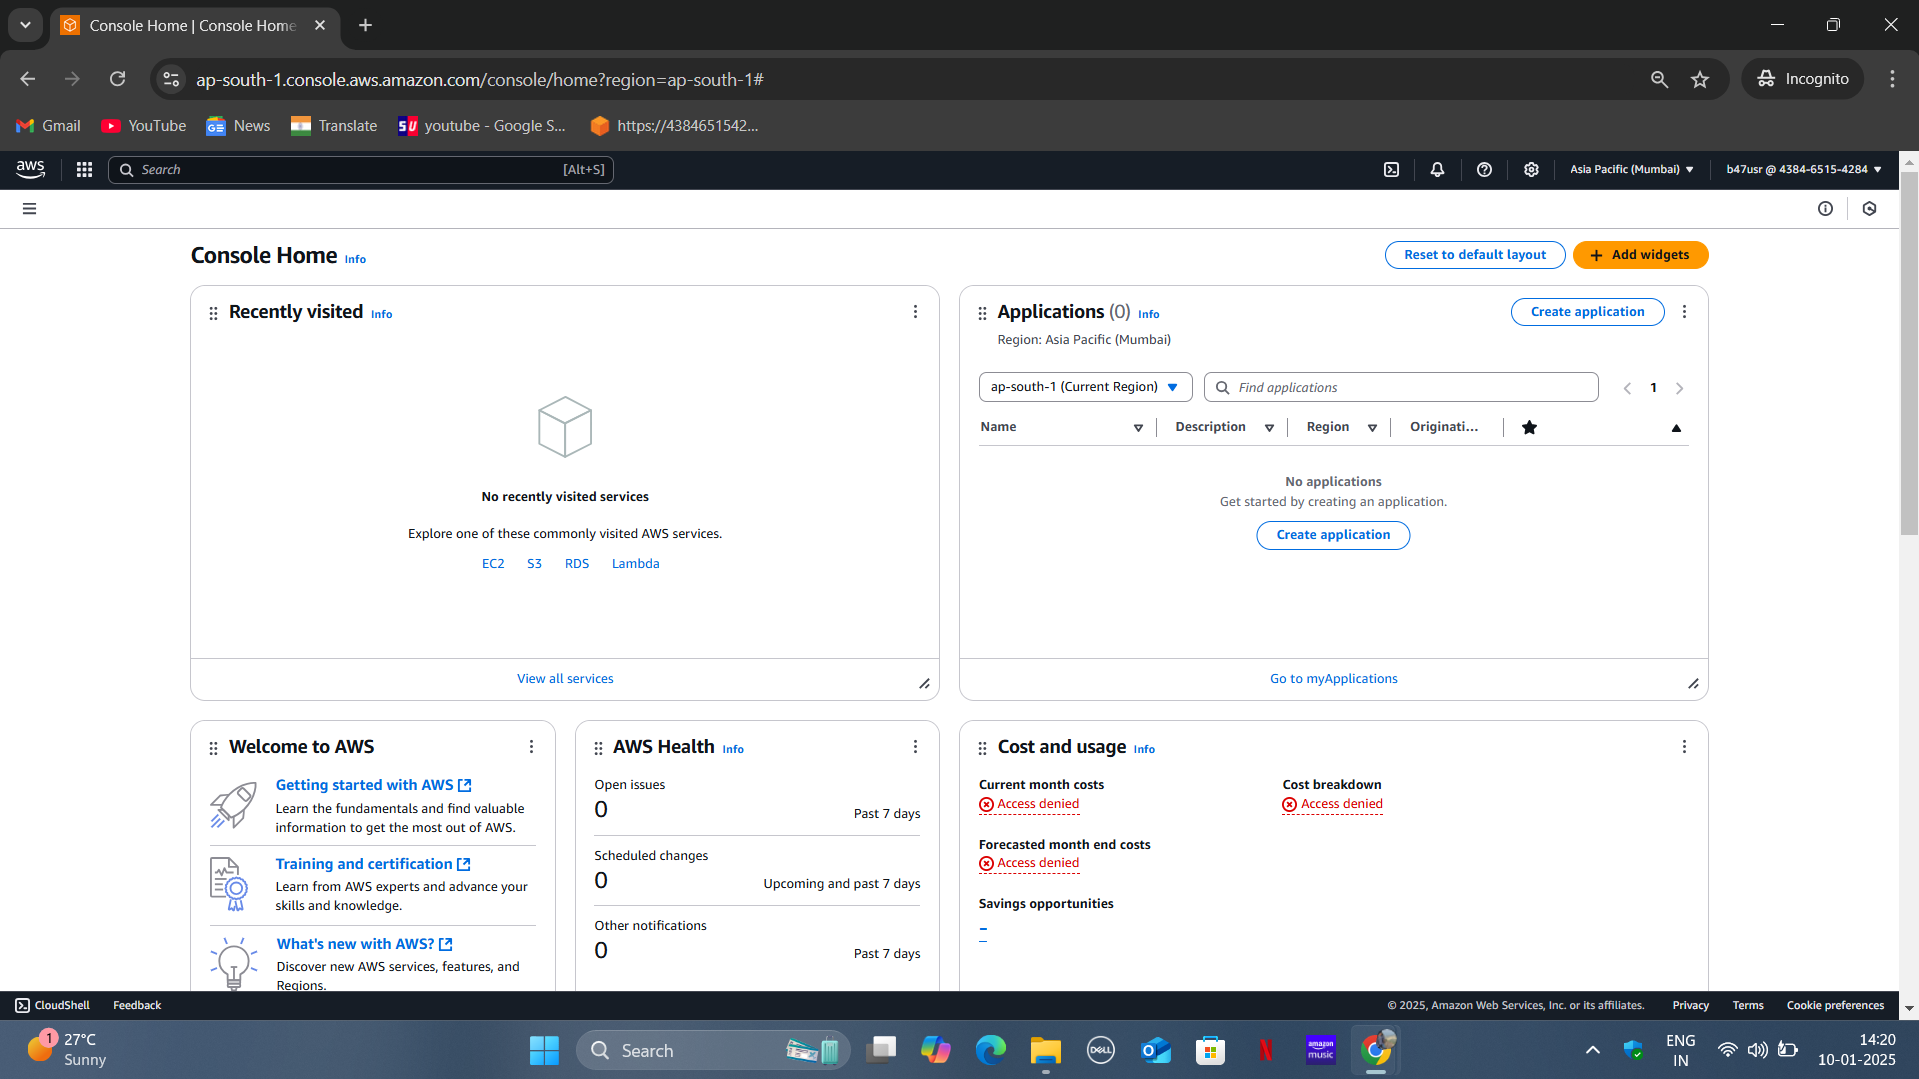 Console Home | Console Home
ap-south-1.console.aws.amazon.com/console/home?region=ap-south-1#
Incognito
Gmail
YouTube
News
Translate
youtube - Google S...
https://4384651542...
aws
Search
[Alt+S]
Asia Pacific (Mumbai)
b47usr @ 4384-6515-4284
Console Home Info
Reset to default layout
Add widgets
Recently visited Info
No recently visited services
Explore one of these commonly visited AWS services.
EC2 S3 RDS Lambda
View all services
Applications (0) Info
Create application
Region: Asia Pacific (Mumbai)
ap-south-1 (Current Region)
Find applications
1
Name Description Region Originati...
No applications
Get started by creating an application.
Create application
Go to myApplications
Welcome to AWS
Getting started with AWS
Learn the fundamentals and find valuable
information to get the most out of AWS.
Training and certification
Learn from AWS experts and advance your
skills and knowledge.
What's new with AWS?
Discover new AWS services, features, and
Regions.
AWS Health Info
Open issues
0
Past 7 days
Scheduled changes
0
Upcoming and past 7 days
Other notifications
0
Past 7 days
Cost and usage Info
Current month costs
Access denied
Cost breakdown
Access denied
Forecasted month end costs
Access denied
Savings opportunities
–
CloudShell
Feedback
© 2025, Amazon Web Services, Inc. or its affiliates.
Privacy
Terms
Cookie preferences
1
27°C
Sunny
Search
DELL
amazon
music
ENG
IN
14:20
10-01-2025